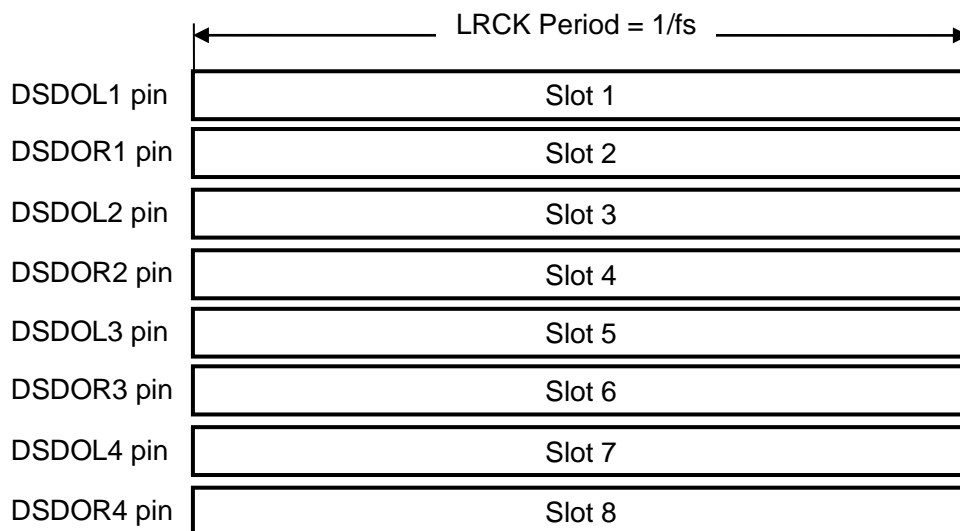 LRCK Period = 1/fs
DSDOL1 pin Slot 1
DSDOR1 pin Slot 2
DSDOL2 pin Slot 3
DSDOR2 pin Slot 4
DSDOL3 pin Slot 5
DSDOR3 pin Slot 6
DSDOL4 pin Slot 7
DSDOR4 pin Slot 8